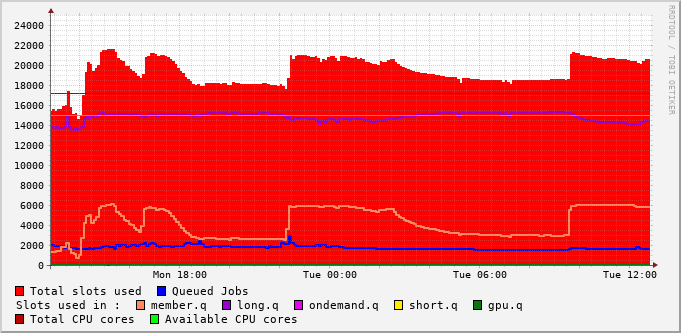 RRDTOOL / TOBI OETIKER
24000
22000
20000
18000
16000
14000
12000
10000
8000
6000
4000
2000
0
Mon 18:00 Tue 00:00 Tue 06:00 Tue 12:00
Total slots used Queued Jobs
Slots used in : member.q long.q ondemand.q short.q gpu.q
Total CPU cores Available CPU cores